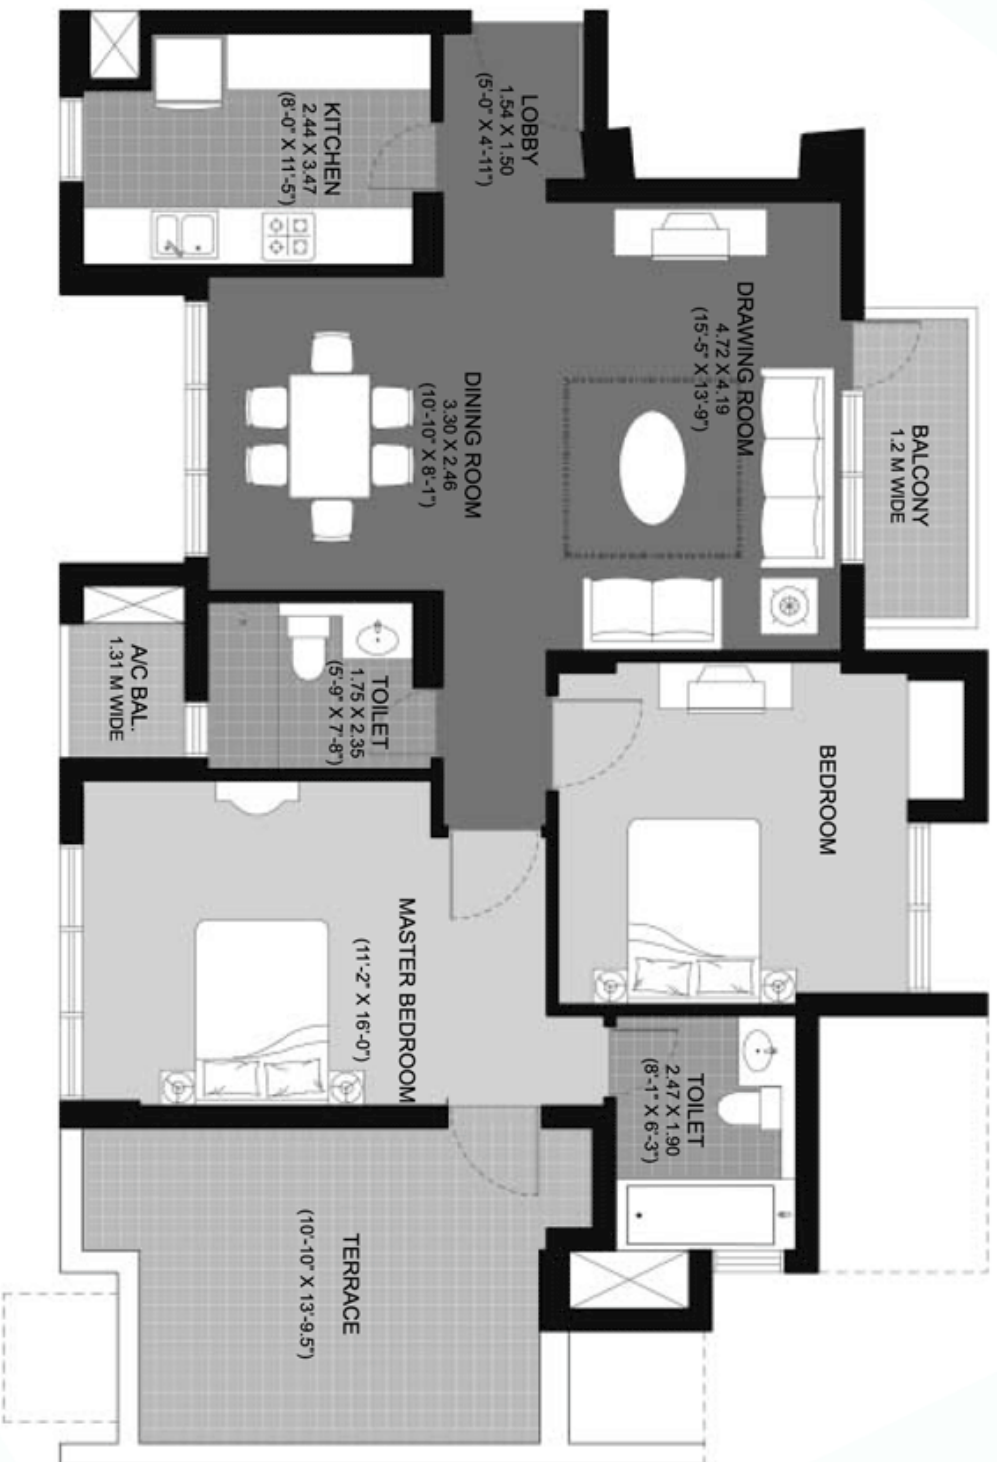 LOBBY
1.54 X 1.50
(5'-0" X 4'-11")
KITCHEN
2.44 X 3.47
(8'-0" X 11'-5")
DRAWING ROOM
4.72 X 4.19
(15'-5" X 13'-9")
BALCONY
1.2 M WIDE
DINING ROOM
3.30 X 2.46
(10'-10" X 8'-1")
A/C BAL.
1.31 M WIDE
TOILET
1.75 X 2.35
(5'-9" X 7'-8")
BEDROOM
MASTER BEDROOM
(11'-2" X 16'-0")
TOILET
2.47 X 1.90
(8'-1" X 6'-3")
TERRACE
(10'-10" X 13'-9.5")